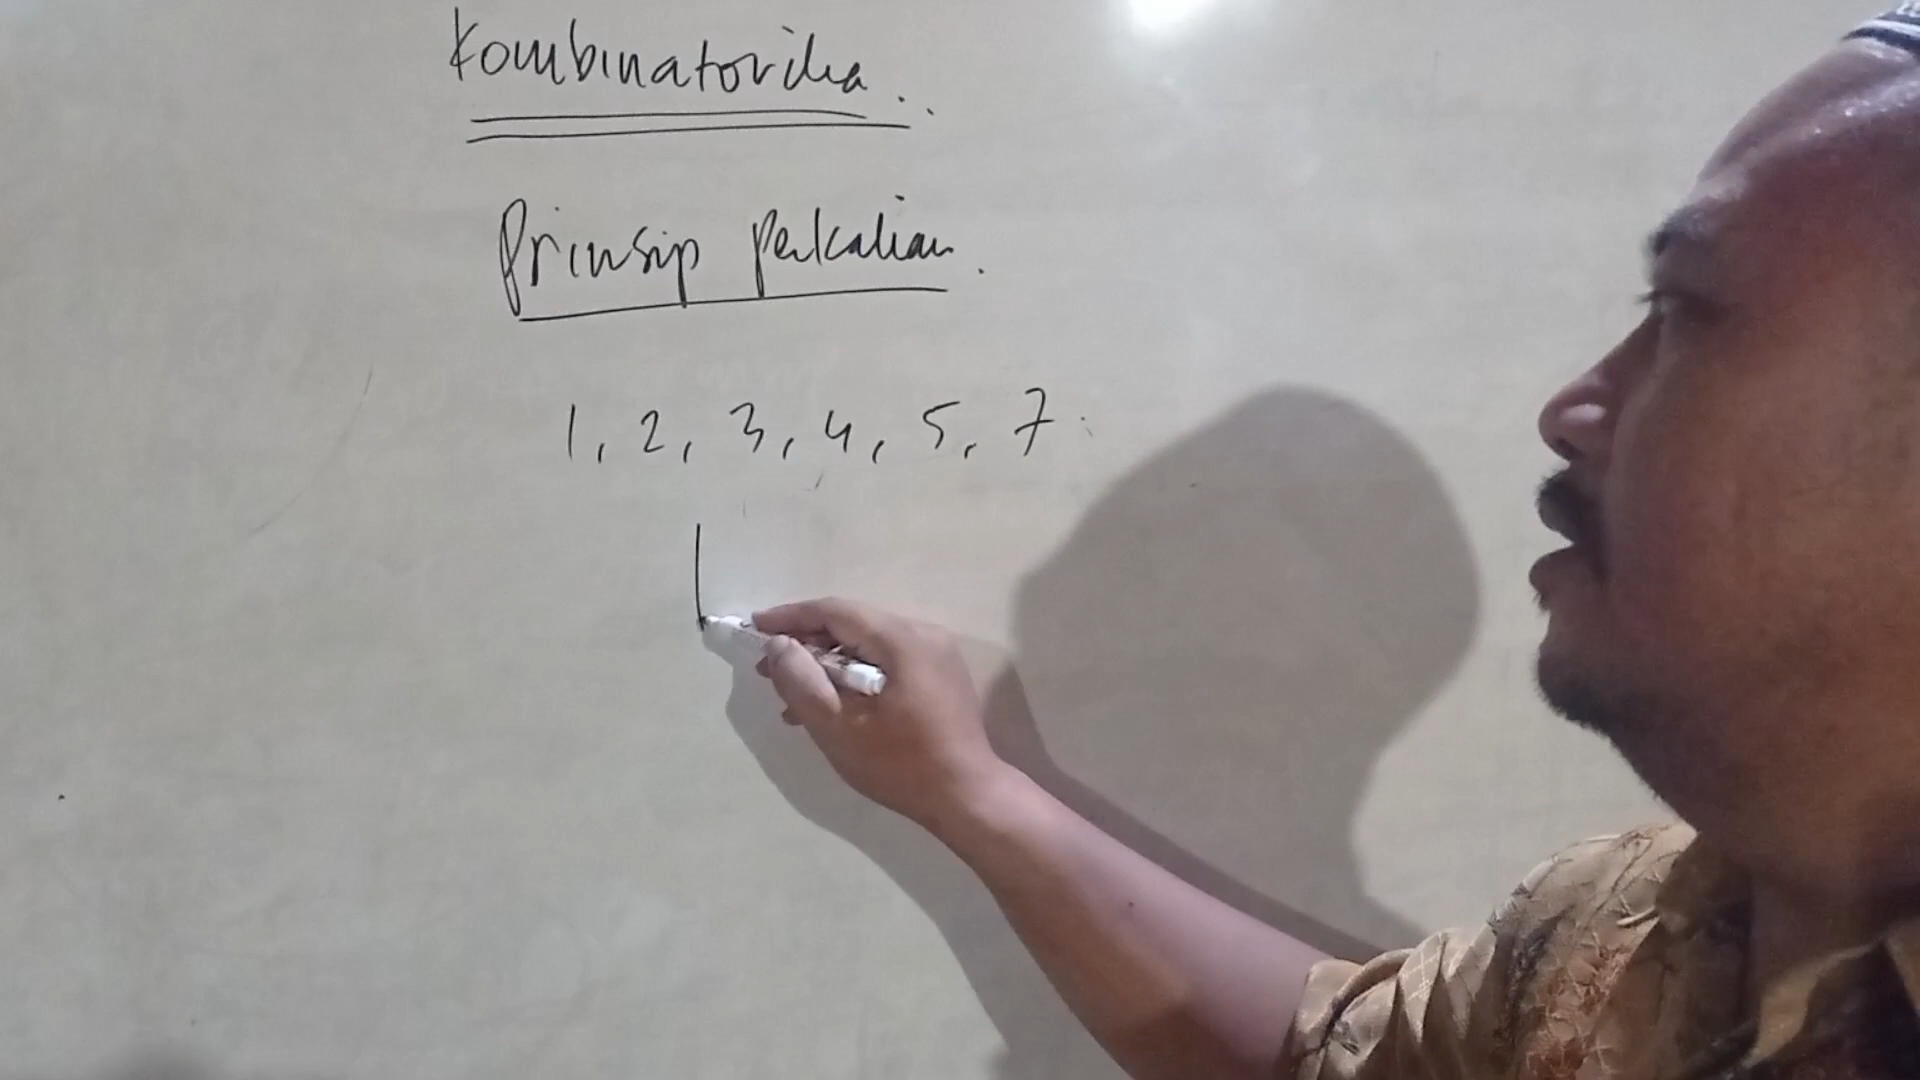 Kombinatorika..
Prinsip perkalian.
1, 2, 3, 4, 5, 7.